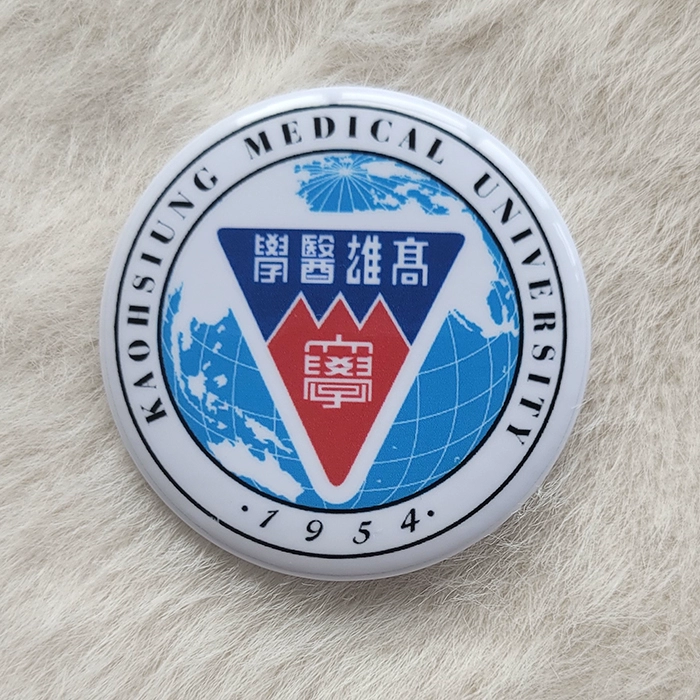 KAOHSIUNG MEDICAL UNIVERSITY
高雄醫學
學
·1954·